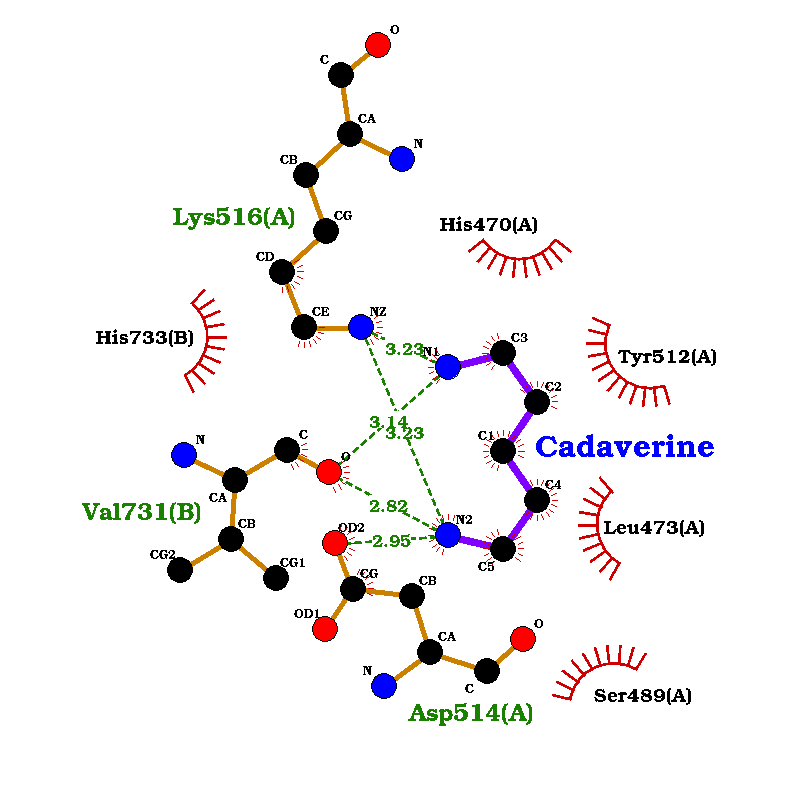 O
C
CA
N
CB
Lys516(A)
CG
His470(A)
CD
CE
NZ
His733(B)
3.23
N1
C3
Tyr512(A)
C2
3.14
3.23
N
C
O
C1
Cadaverine
CA
C4
Val731(B)
2.82
N2
CB
OD2
2.95
Leu473(A)
CG2
CG1
CG
CB
C5
OD1
O
CA
N
C
Ser489(A)
Asp514(A)